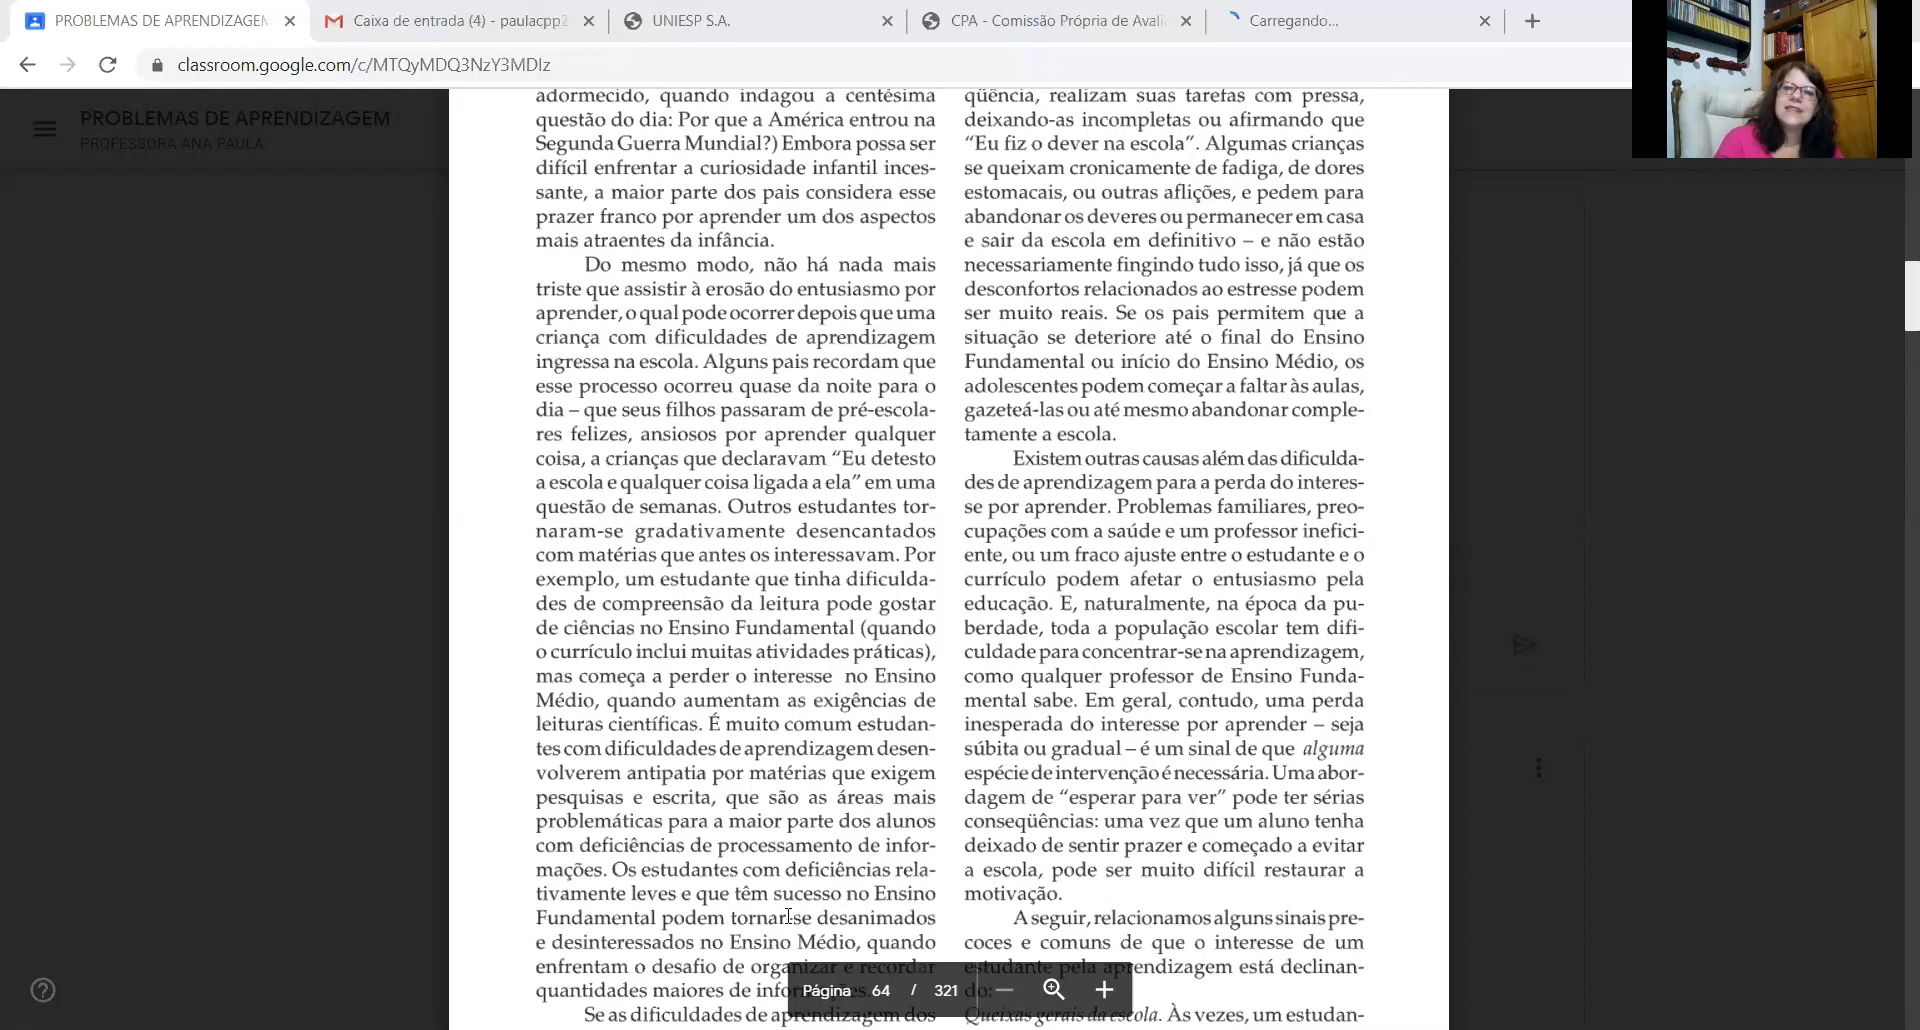 PROBLEMAS DE APRENDIZAGEM
Caixa de entrada (4) - paulacpp2
UNIESP S.A.
CPA - Comissão Própria de Avali
Carregando...
classroom.google.com/c/MTQyMDQ3NzY3MDIz
PROBLEMAS DE APRENDIZAGEM
PROFESSORA ANA PAULA
adormecido, quando indagou a centésima
questão do dia: Por que a América entrou na
Segunda Guerra Mundial?) Embora possa ser
difícil enfrentar a curiosidade infantil inces-
sante, a maior parte dos pais considera esse
prazer franco por aprender um dos aspectos
mais atraentes da infância.
Do mesmo modo, não há nada mais
triste que assistir à erosão do entusiasmo por
aprender, o qual pode ocorrer depois que uma
criança com dificuldades de aprendizagem
ingressa na escola. Alguns pais recordam que
esse processo ocorreu quase da noite para o
dia – que seus filhos passaram de pré-escola-
res felizes, ansiosos por aprender qualquer
coisa, a crianças que declaravam “Eu detesto
a escola e qualquer coisa ligada a ela” em uma
questão de semanas. Outros estudantes tor-
naram-se gradativamente desencantados
com matérias que antes os interessavam. Por
exemplo, um estudante que tinha dificulda-
des de compreensão da leitura pode gostar
de ciências no Ensino Fundamental (quando
o currículo inclui muitas atividades práticas),
mas começa a perder o interesse no Ensino
Médio, quando aumentam as exigências de
leituras científicas. É muito comum estudan-
tes com dificuldades de aprendizagem desen-
volverem antipatia por matérias que exigem
pesquisas e escrita, que são as áreas mais
problemáticas para a maior parte dos alunos
com deficiências de processamento de infor-
mações. Os estudantes com deficiências rela-
tivamente leves e que têm sucesso no Ensino
Fundamental podem tornar-se desanimados
e desinteressados no Ensino Médio, quando
enfrentam o desafio de organizar e recordar
quantidades maiores de informações.
Se as dificuldades de aprendizagem dos
qüência, realizam suas tarefas com pressa,
deixando-as incompletas ou afirmando que
“Eu fiz o dever na escola”. Algumas crianças
se queixam cronicamente de fadiga, de dores
estomacais, ou outras aflições, e pedem para
abandonar os deveres ou permanecer em casa
e sair da escola em definitivo – e não estão
necessariamente fingindo tudo isso, já que os
desconfortos relacionados ao estresse podem
ser muito reais. Se os pais permitem que a
situação se deteriore até o final do Ensino
Fundamental ou início do Ensino Médio, os
adolescentes podem começar a faltar às aulas,
gazeteá-las ou até mesmo abandonar comple-
tamente a escola.
Existem outras causas além das dificulda-
des de aprendizagem para a perda do interes-
se por aprender. Problemas familiares, preo-
cupações com a saúde e um professor inefici-
ente, ou um fraco ajuste entre o estudante e o
currículo podem afetar o entusiasmo pela
educação. E, naturalmente, na época da pu-
berdade, toda a população escolar tem difi-
culdade para concentrar-se na aprendizagem,
como qualquer professor de Ensino Funda-
mental sabe. Em geral, contudo, uma perda
inesperada do interesse por aprender – seja
súbita ou gradual – é um sinal de que alguma
espécie de intervenção é necessária. Uma abor-
dagem de “esperar para ver” pode ter sérias
conseqüências: uma vez que um aluno tenha
deixado de sentir prazer e começado a evitar
a escola, pode ser muito difícil restaurar a
motivação.
A seguir, relacionamos alguns sinais pre-
coces e comuns de que o interesse de um
estudante pela aprendizagem está declinan-
do:
Queixas gerais da escola. Às vezes, um estudan-
Página 64 / 321